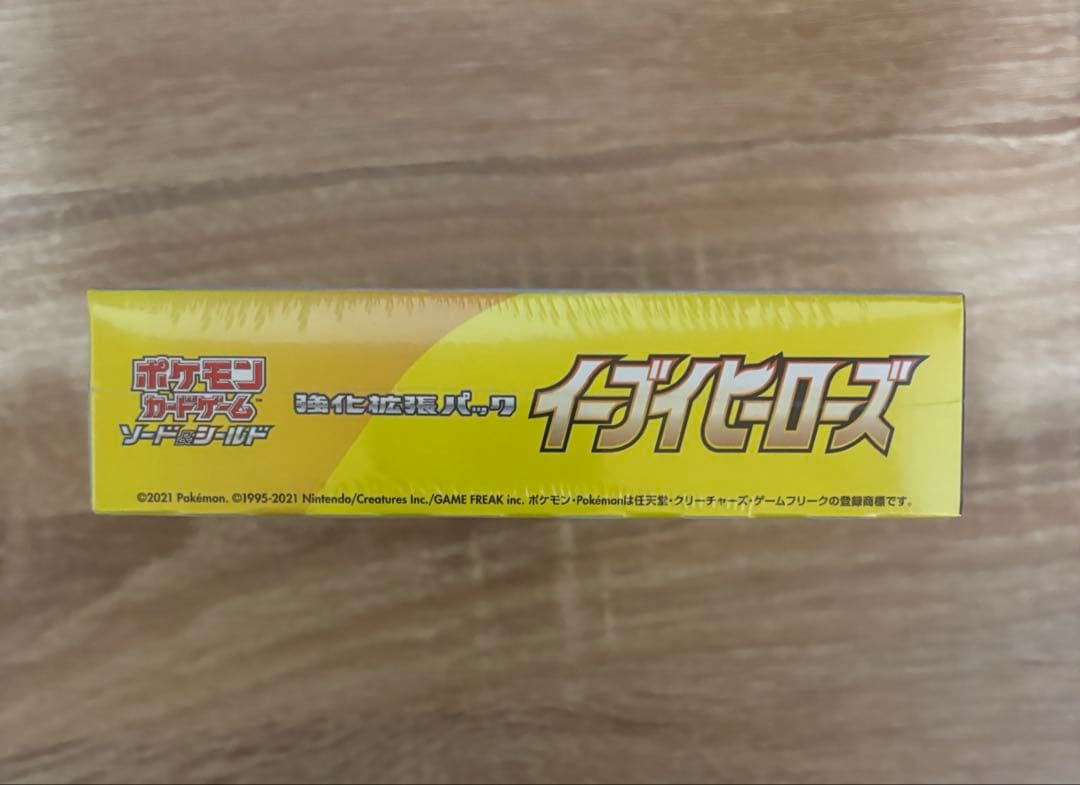 ポケモン
カードゲーム™
ソード&シールド
強化拡張パック
イーブイヒーローズ
©2021 Pokémon. ©1995-2021 Nintendo/Creatures Inc./GAME FREAK inc. ポケモン・Pokémonは任天堂・クリーチャーズ・ゲームフリークの登録商標です。